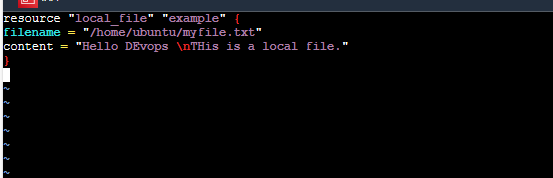 resource "local_file" "example" {
filename = "/home/ubuntu/myfile.txt"
content = "Hello DEvops \nTHis is a local file."
}
~
~
~
~
~
~
~